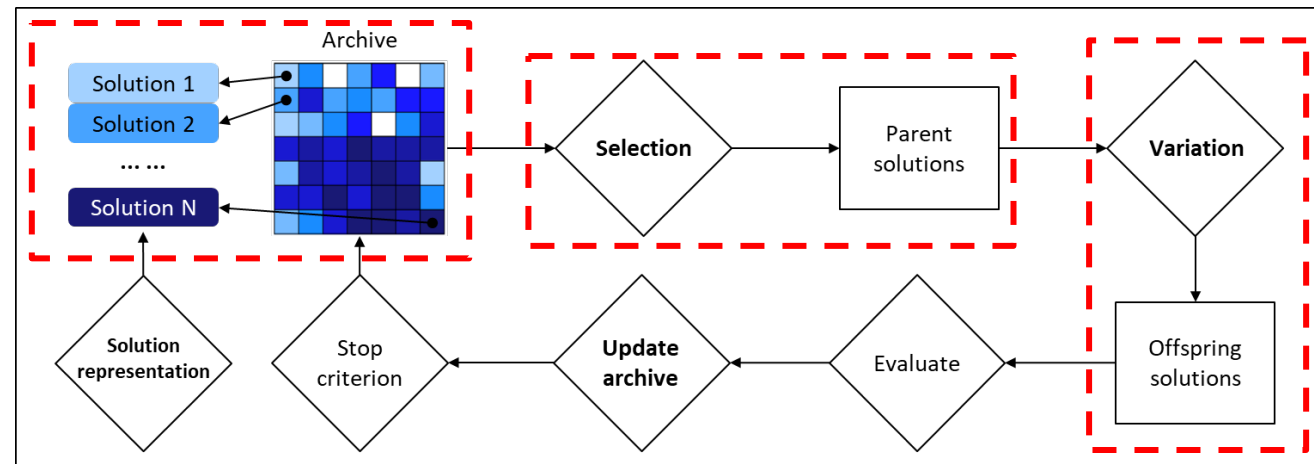 Archive
Solution 1
Solution 2
... ...
Solution N
Selection
Parent
solutions
Variation
Solution
representation
Stop
criterion
Update
archive
Evaluate
Offspring
solutions